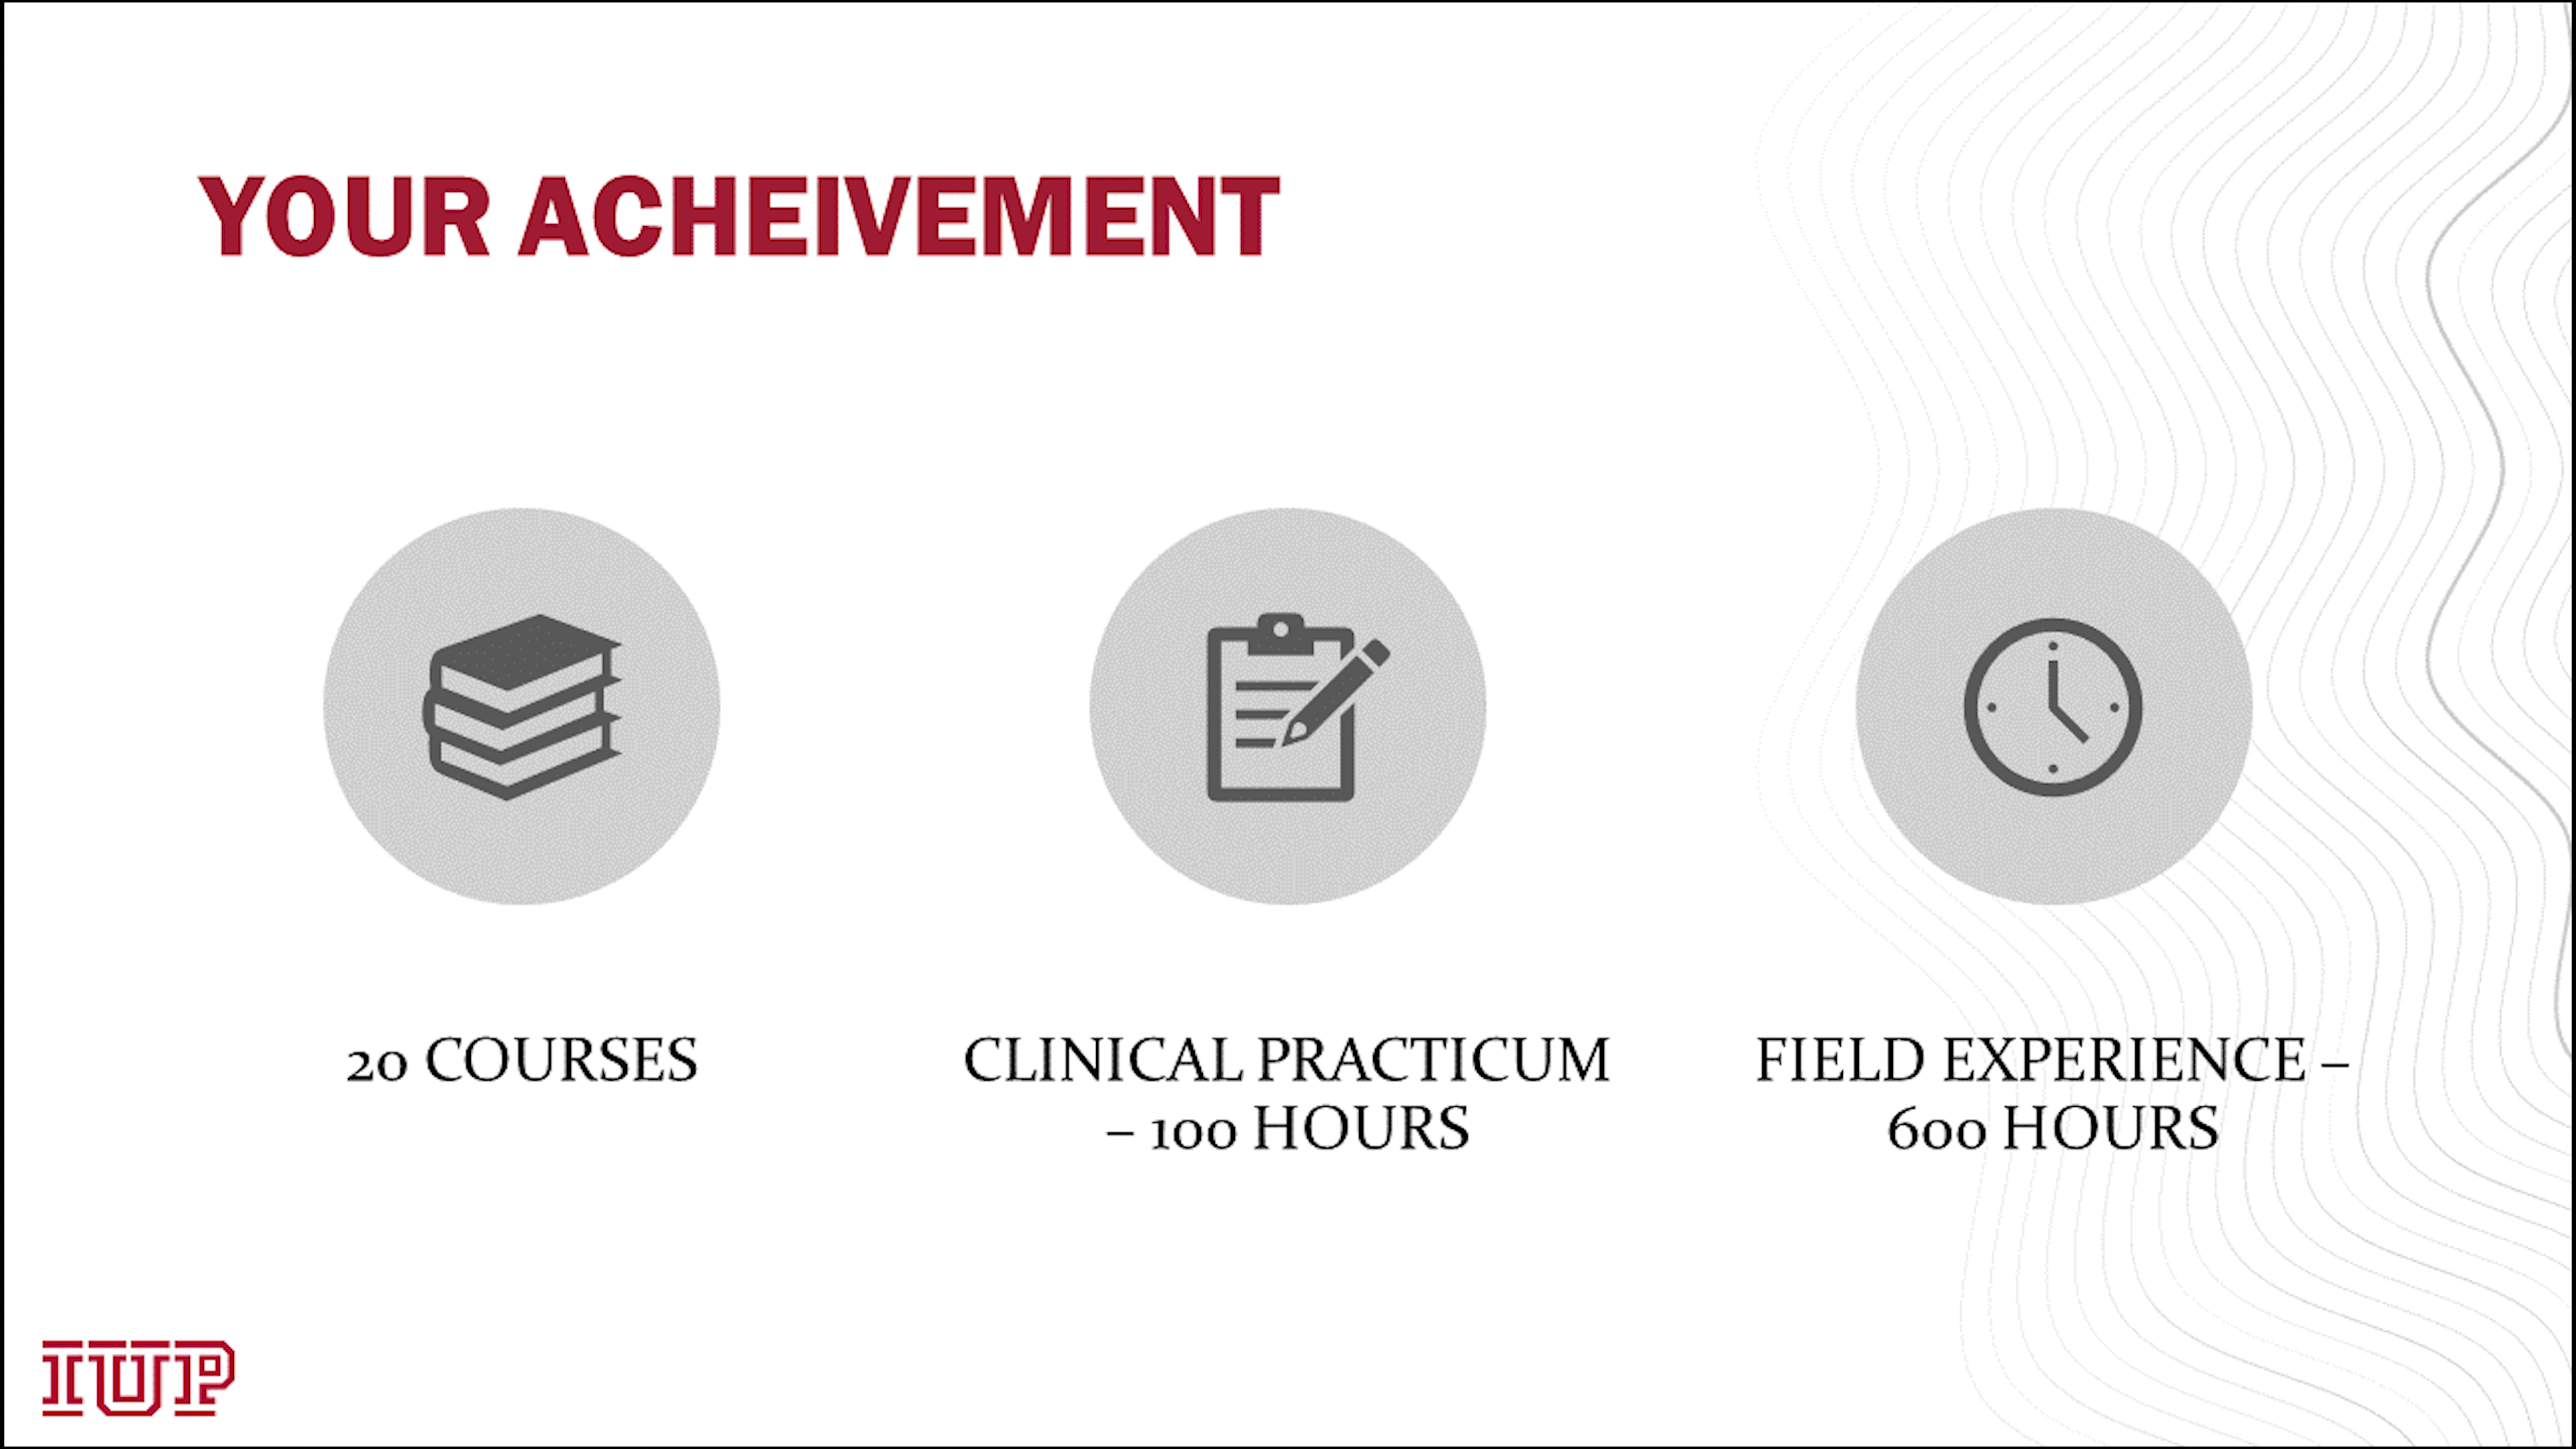 YOUR ACHEIVEMENT
20 COURSES
CLINICAL PRACTICUM
– 100 HOURS
FIELD EXPERIENCE –
600 HOURS
IUP